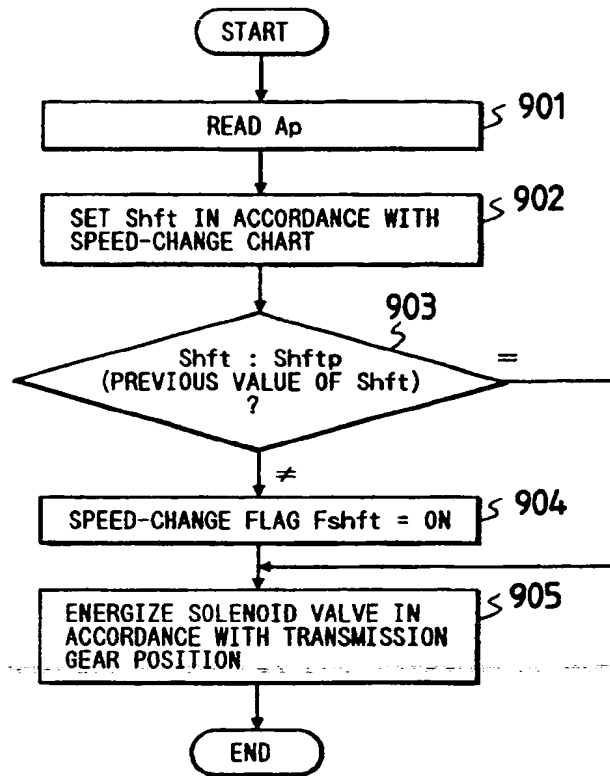 START
READ Ap
901
SET Shft IN ACCORDANCE WITH
SPEED-CHANGE CHART
902
903
Shft : Shftp
(PREVIOUS VALUE OF Shft)
?
=
≠
SPEED-CHANGE FLAG Fshft = ON
904
ENERGIZE SOLENOID VALVE IN
ACCORDANCE WITH TRANSMISSION
GEAR POSITION
905
END